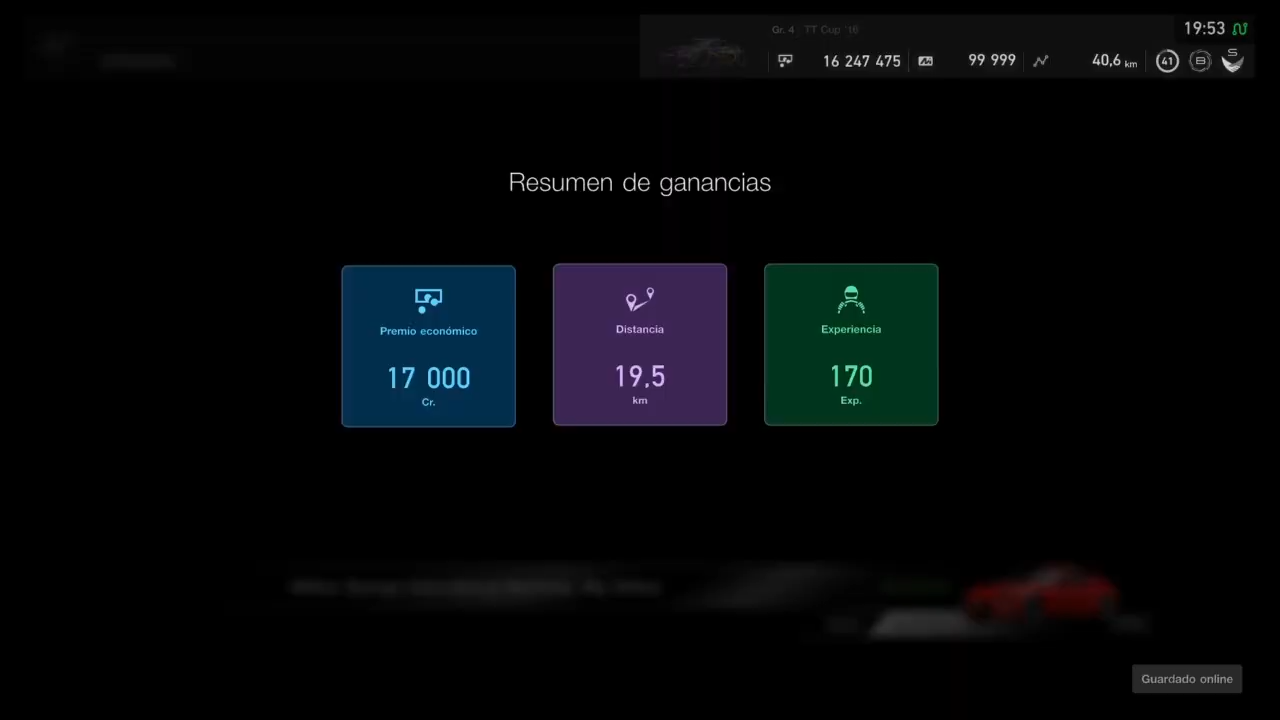 Gr. 4 TT Cup '16
19:53
16 247 475 99 999 40,6 km 41 B S
Resumen de ganancias
Premio económico
17 000
Cr.
Distancia
19,5
km
Experiencia
170
Exp.
Guardado online